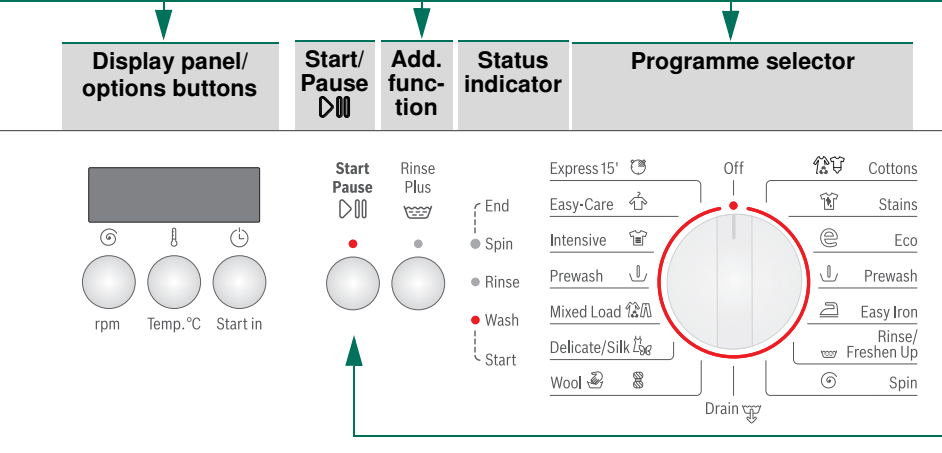 Display panel/
options buttons
Start/
Pause
Add.
func-
tion
Status
indicator
Programme selector
Start
Pause
Rinse
Plus
rpm
Temp.°C
Start in
End
Spin
Rinse
Wash
Start
Express 15'
Easy-Care
Intensive
Prewash
Mixed Load
Delicate/Silk
Wool
Off
Drain
Cottons
Stains
Eco
Prewash
Easy Iron
Rinse/
Freshen Up
Spin